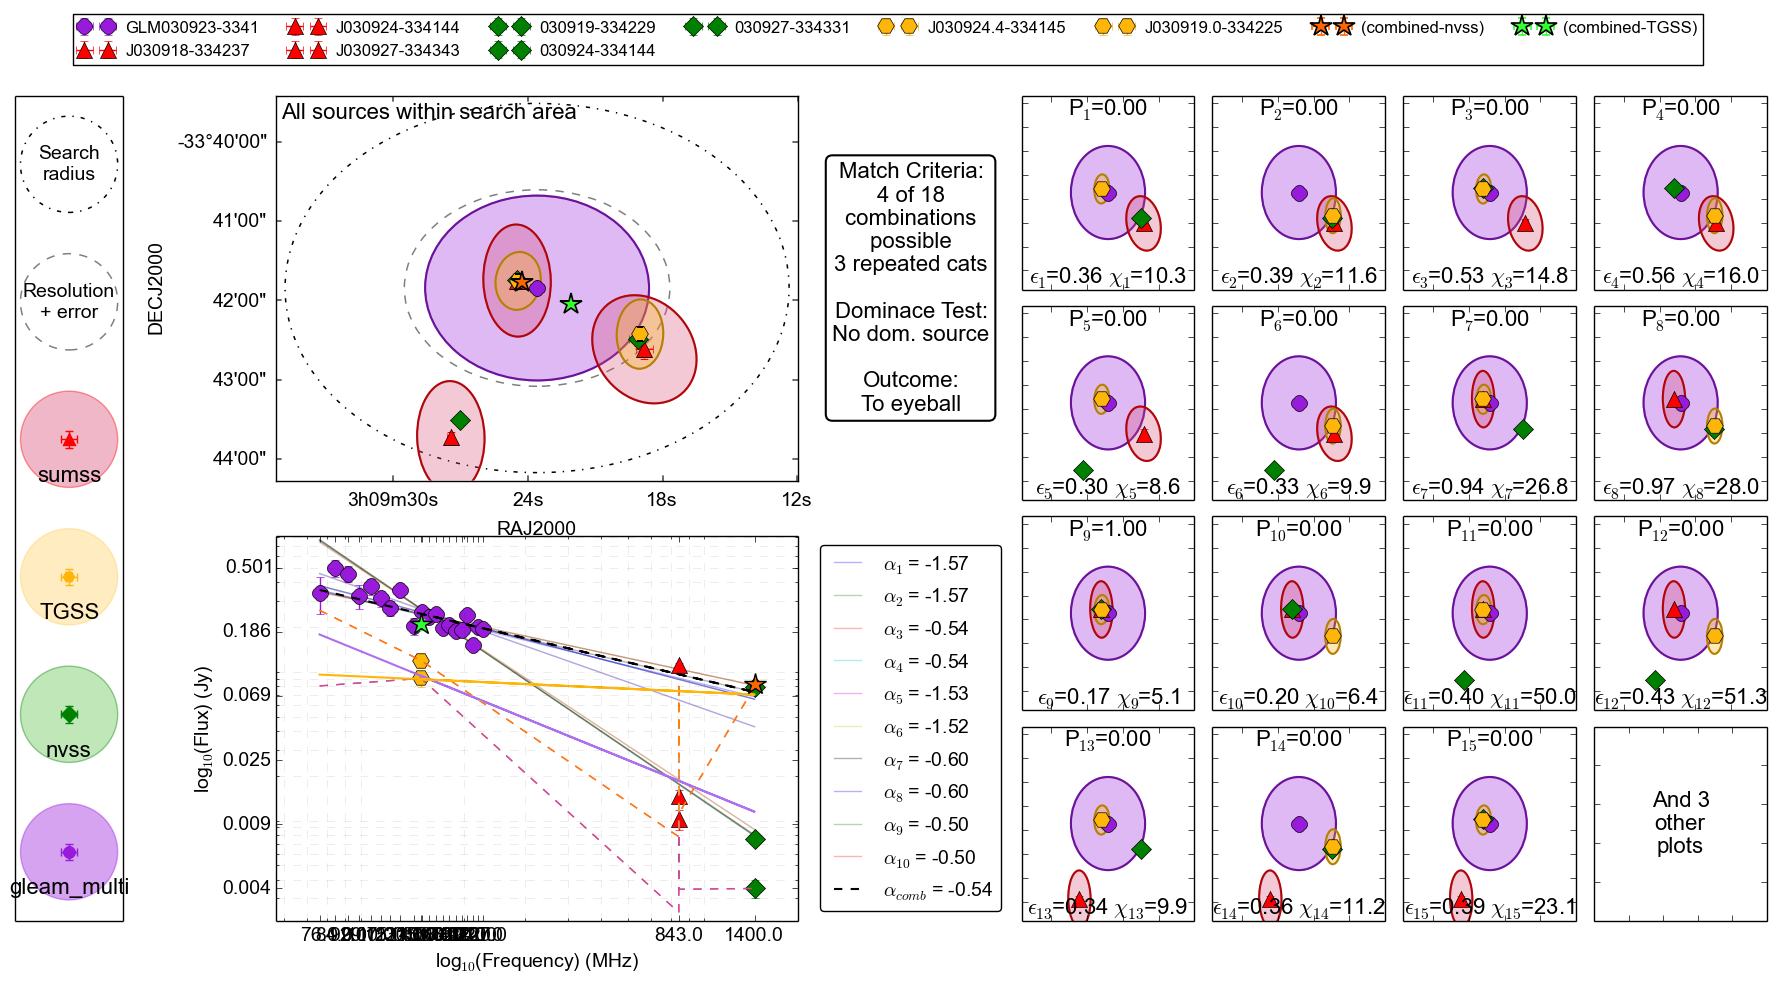 GLM030923-3341
J030924-334144
030919-334229
030927-334331
J030924.4-334145
J030919.0-334225
(combined-nvss)
(combined-TGSS)
J030918-334237
J030927-334343
030924-334144
Search
radius
Resolution
+ error
sumss
TGSS
nvss
gleam_multi
All sources within search area
DECJ2000
-33°40'00"
41'00"
42'00"
43'00"
44'00"
3h09m30s
24s
18s
12s
RAJ2000
Match Criteria:
4 of 18
combinations
possible
3 repeated cats
Dominace Test:
No dom. source
Outcome:
To eyeball
log10(Flux) (Jy)
0.501
0.186
0.069
0.025
0.009
0.004
843.0
1400.0
log10(Frequency) (MHz)
α1 = -1.57
α2 = -1.57
α3 = -0.54
α4 = -0.54
α5 = -1.53
α6 = -1.52
α7 = -0.60
α8 = -0.60
α9 = -0.50
α10 = -0.50
αcomb = -0.54
P1=0.00
ϵ1=0.36 χ1=10.3
P2=0.00
ϵ2=0.39 χ2=11.6
P3=0.00
ϵ3=0.53 χ3=14.8
P4=0.00
ϵ4=0.56 χ4=16.0
P5=0.00
ϵ5=0.30 χ5=8.6
P6=0.00
ϵ6=0.33 χ6=9.9
P7=0.00
ϵ7=0.94 χ7=26.8
P8=0.00
ϵ8=0.97 χ8=28.0
P9=1.00
ϵ9=0.17 χ9=5.1
P10=0.00
ϵ10=0.20 χ10=6.4
P11=0.00
ϵ11=0.40 χ11=50.0
P12=0.00
ϵ12=0.43 χ12=51.3
P13=0.00
ϵ13=0.34 χ13=9.9
P14=0.00
ϵ14=0.36 χ14=11.2
P15=0.00
ϵ15=0.39 χ15=23.1
And 3
other
plots